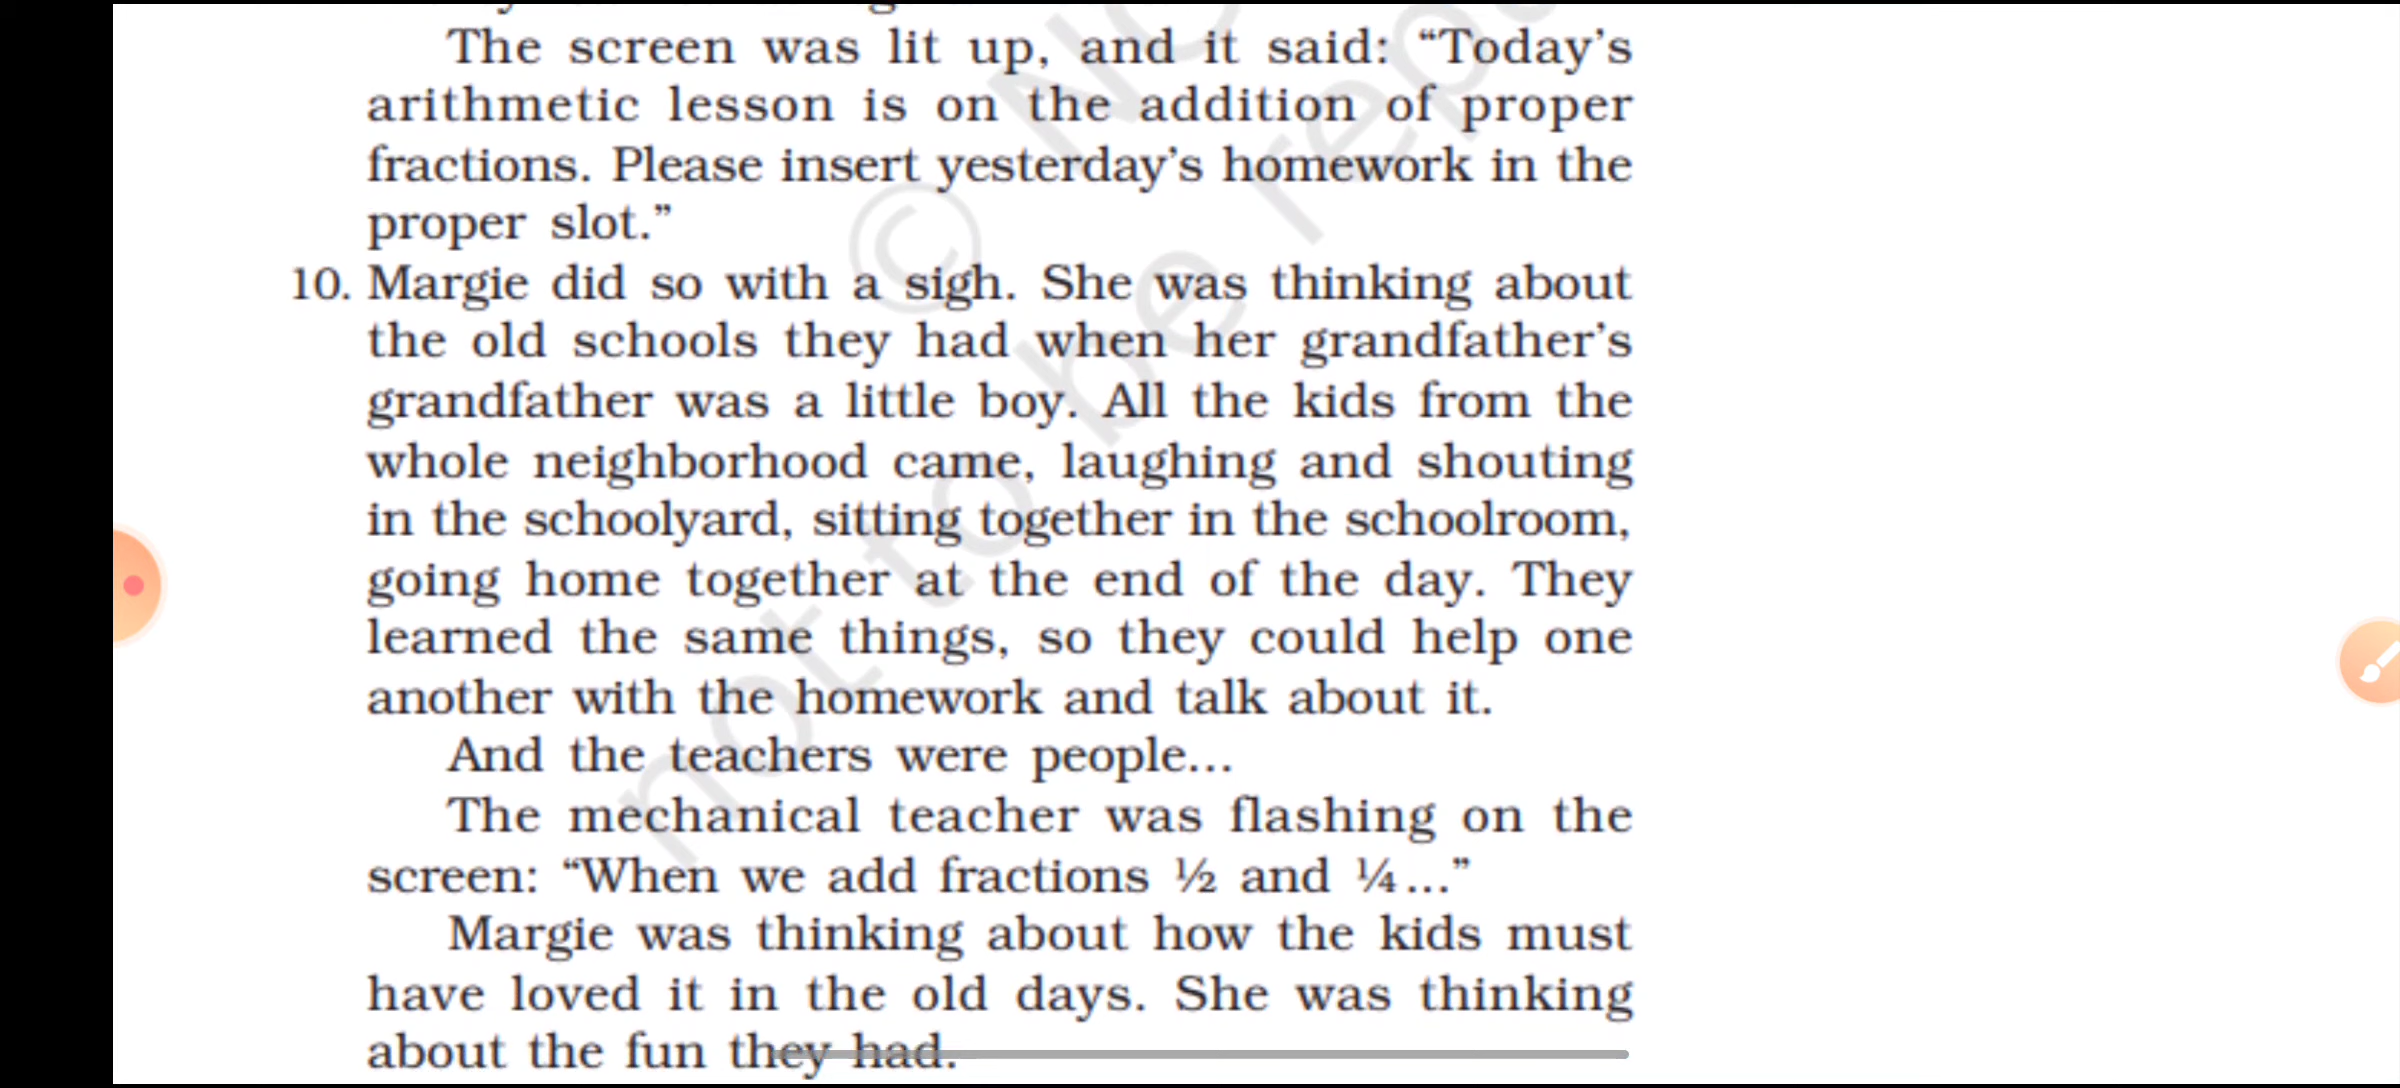 The screen was lit up, and it said: “Today’s
arithmetic lesson is on the addition of proper
fractions. Please insert yesterday’s homework in the
proper slot.”
10. Margie did so with a sigh. She was thinking about
the old schools they had when her grandfather’s
grandfather was a little boy. All the kids from the
whole neighborhood came, laughing and shouting
in the schoolyard, sitting together in the schoolroom,
going home together at the end of the day. They
learned the same things, so they could help one
another with the homework and talk about it.
And the teachers were people...
The mechanical teacher was flashing on the
screen: “When we add fractions ½ and ¼...”
Margie was thinking about how the kids must
have loved it in the old days. She was thinking
about the fun they had.
© NC
not to be rep